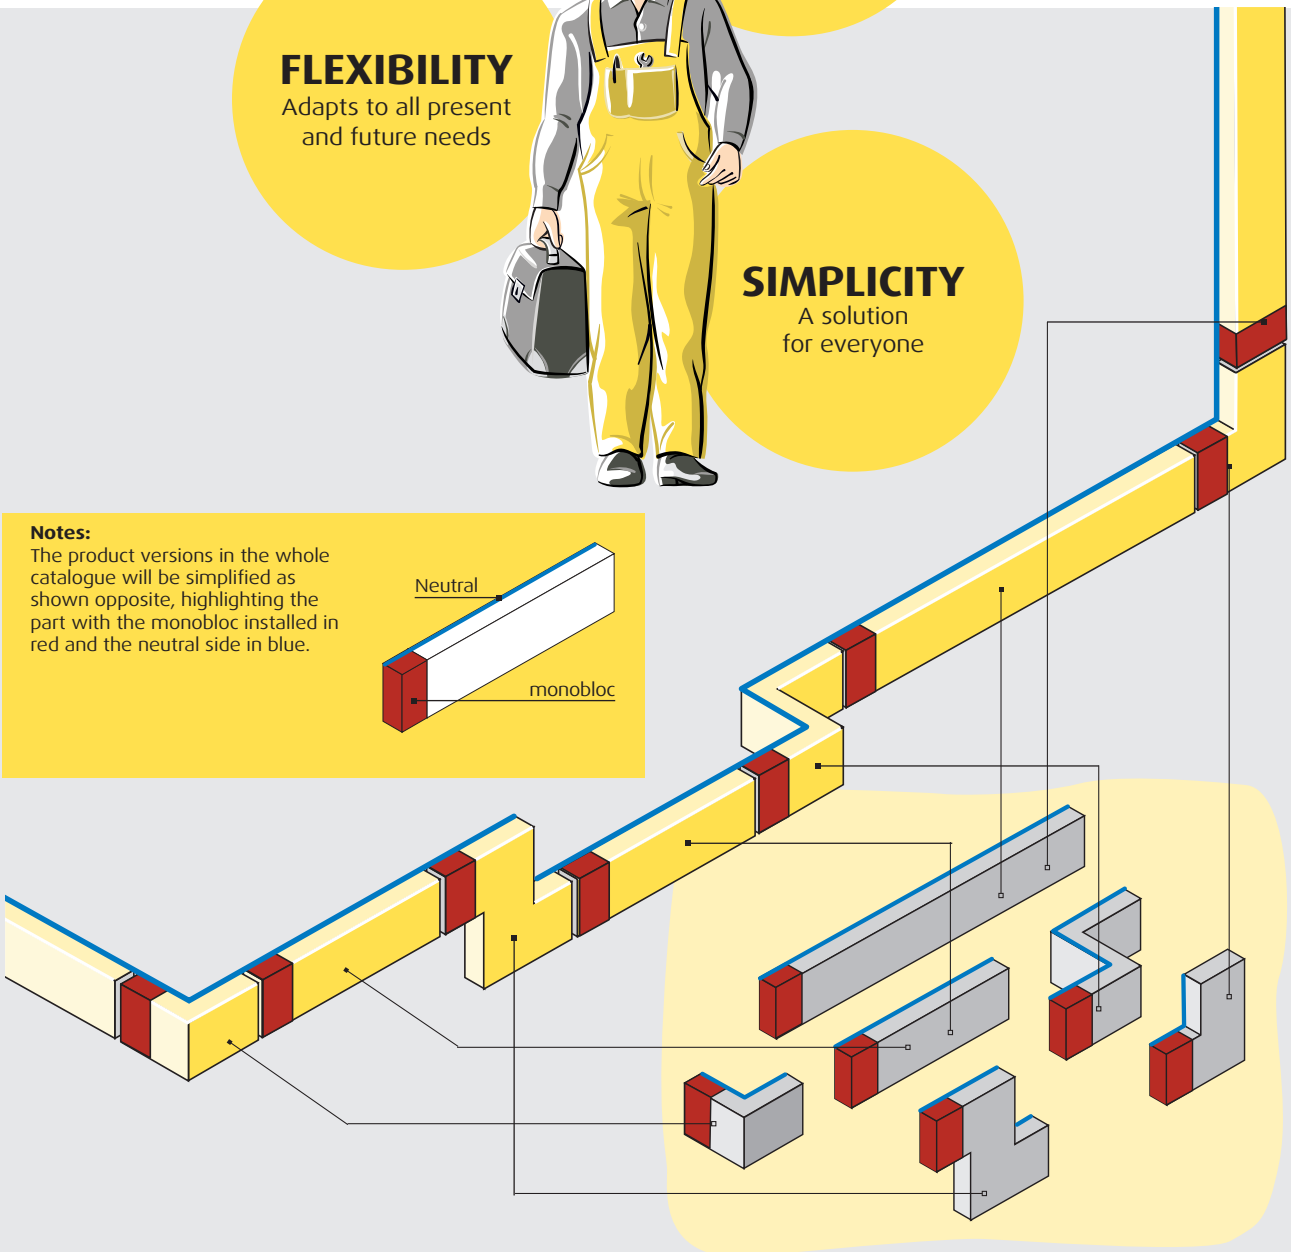 FLEXIBILITY
Adapts to all present
and future needs
SIMPLICITY
A solution
for everyone
Notes:
The product versions in the whole
catalogue will be simplified as
shown opposite, highlighting the
part with the monobloc installed in
red and the neutral side in blue.
Neutral
monobloc